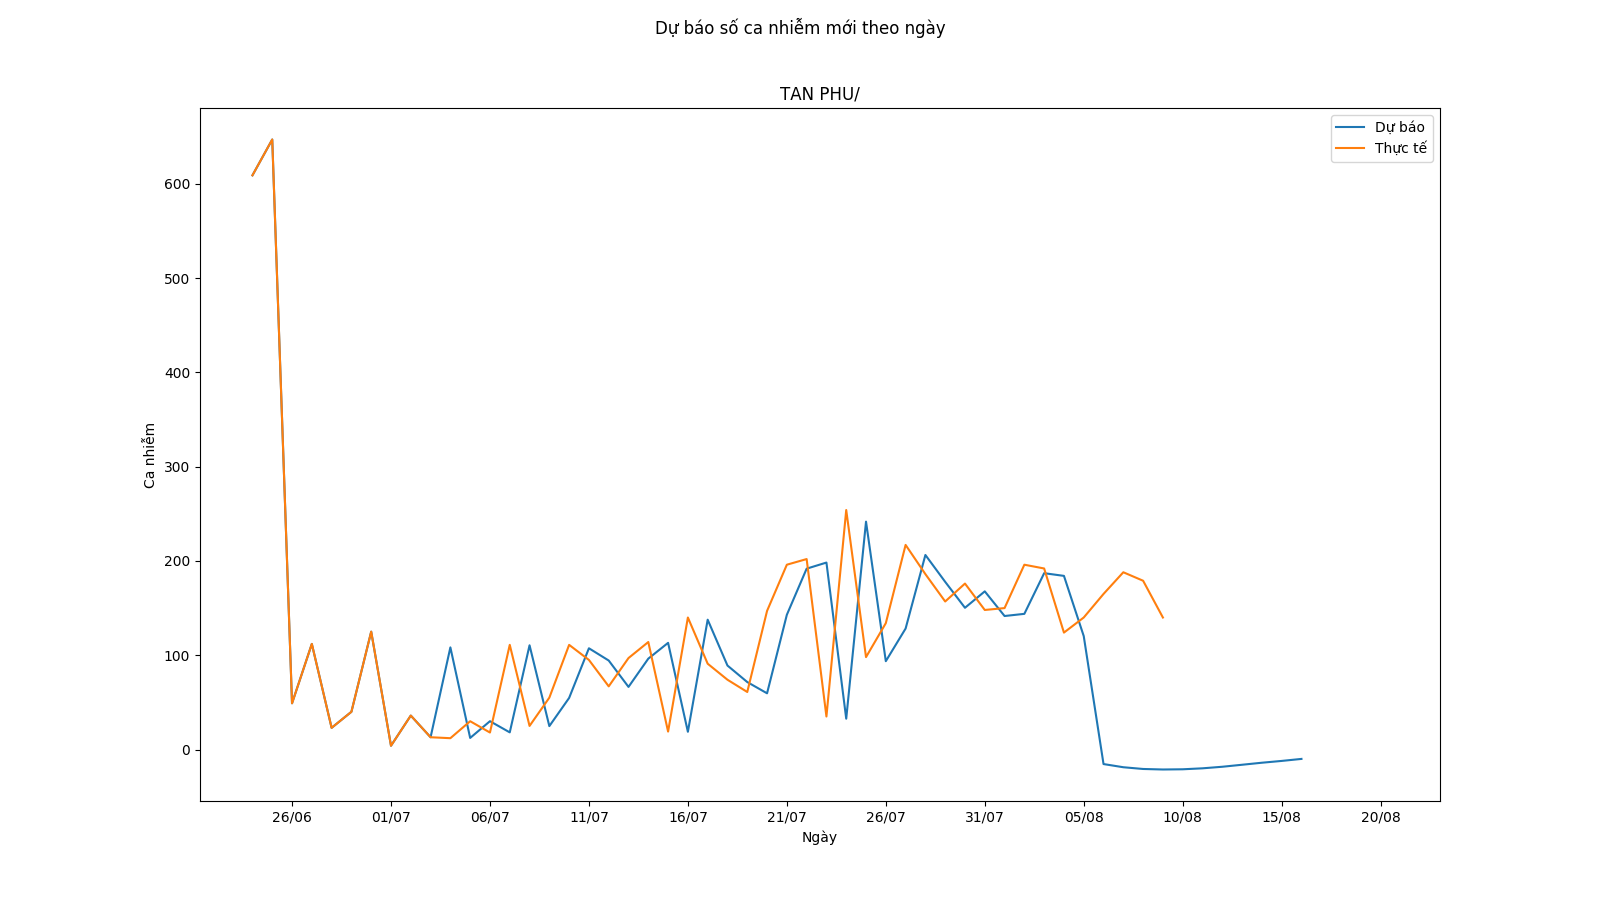 Dự báo số ca nhiễm mới theo ngày
TAN PHU/
Dự báo
Thực tế
Ca nhiễm
600
500
400
300
200
100
0
26/06 01/07 06/07 11/07 16/07 21/07 26/07 31/07 05/08 10/08 15/08 20/08
Ngày